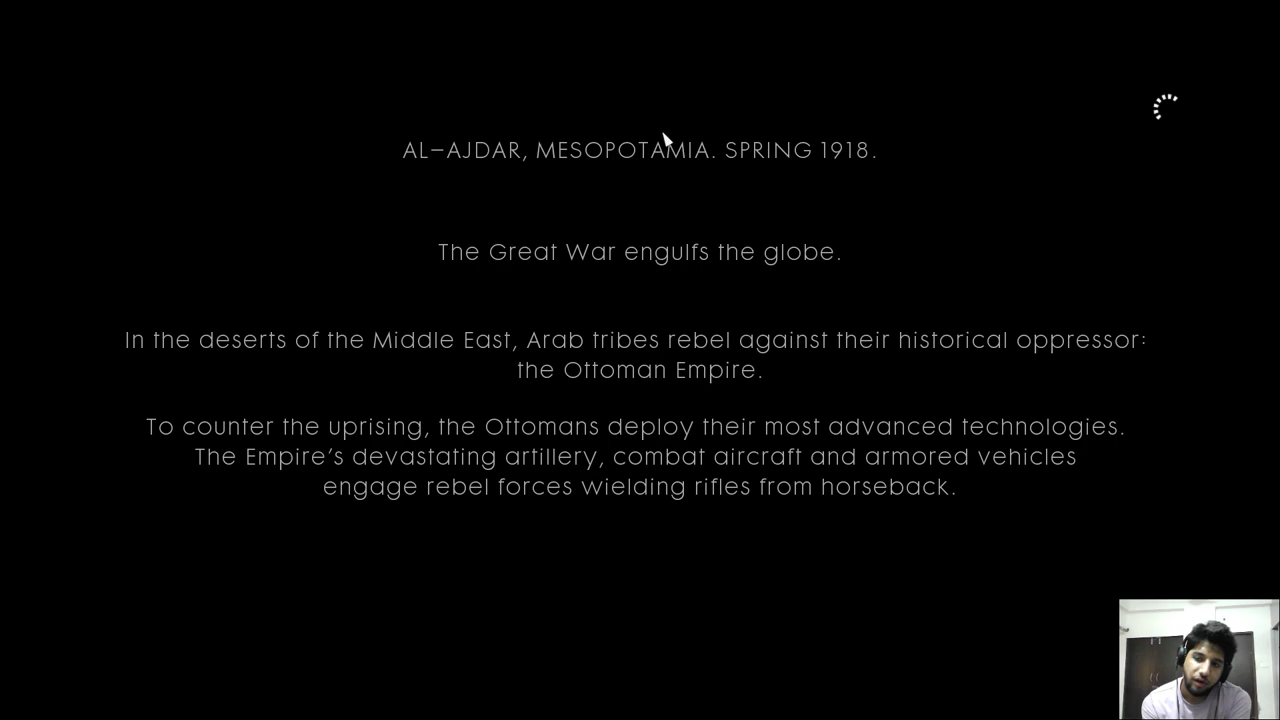 AL–AJDAR, MESOPOTAMIA. SPRING 1918.
The Great War engulfs the globe.
In the deserts of the Middle East, Arab tribes rebel against their historical oppressor:
the Ottoman Empire.
To counter the uprising, the Ottomans deploy their most advanced technologies.
The Empire's devastating artillery, combat aircraft and armored vehicles
engage rebel forces wielding rifles from horseback.